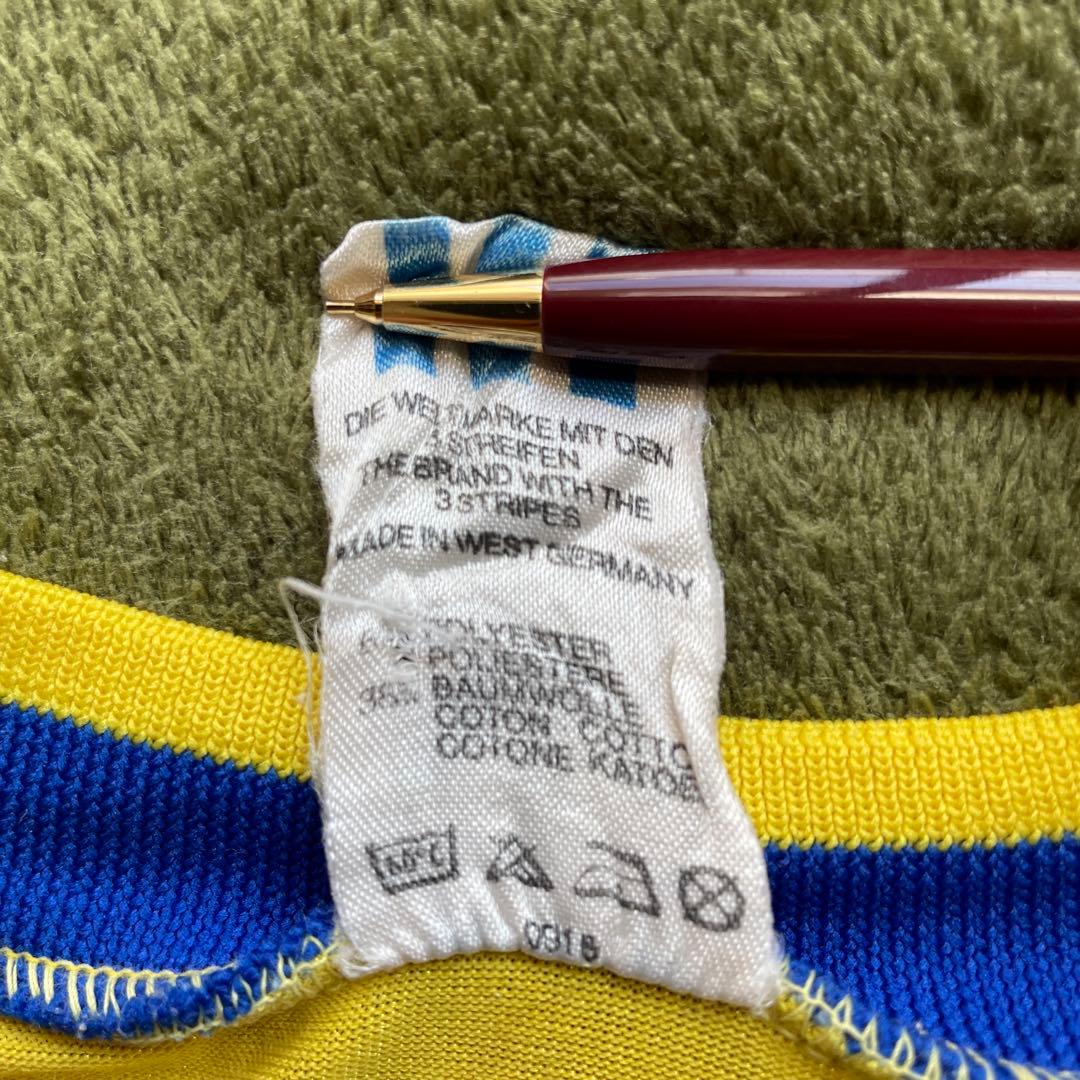 DIE WELTMARKE MIT DEN
3 STREIFEN
THE BRAND WITH THE
3 STRIPES
MADE IN WEST GERMANY
POLYESTER
POLIESTERE
BAUMWOLLE
COTON COTTO
COTONE KATOE
0916